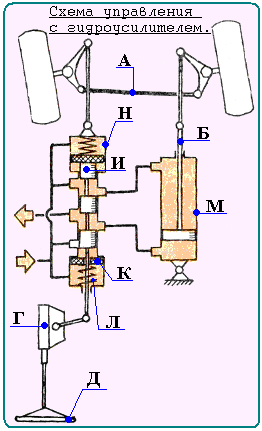 Схема управления
с гидроусилителем.
А
Н
Б
И
М
К
Г
Л
Д